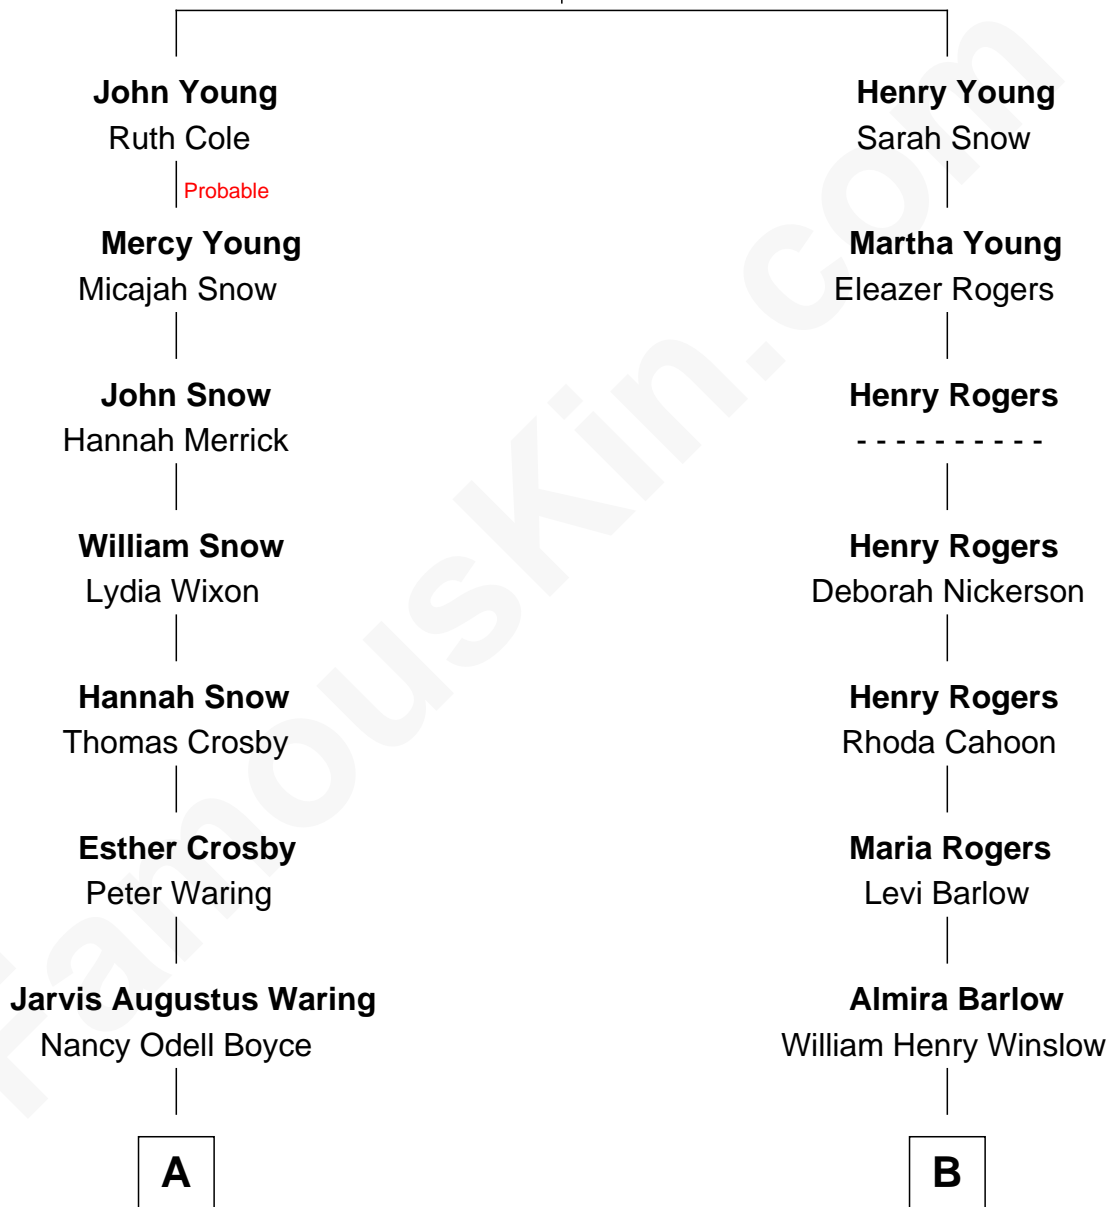 John Young
Ruth Cole
Probable
Mercy Young
Micajah Snow
John Snow
Hannah Merrick
William Snow
Lydia Wixon
Hannah Snow
Thomas Crosby
Esther Crosby
Peter Waring
Jarvis Augustus Waring
Nancy Odell Boyce
A
Henry Young
Sarah Snow
Martha Young
Eleazer Rogers
Henry Rogers
- - - - - - - - - -
Henry Rogers
Deborah Nickerson
Henry Rogers
Rhoda Cahoon
Maria Rogers
Levi Barlow
Almira Barlow
William Henry Winslow
B
FamousKin.com